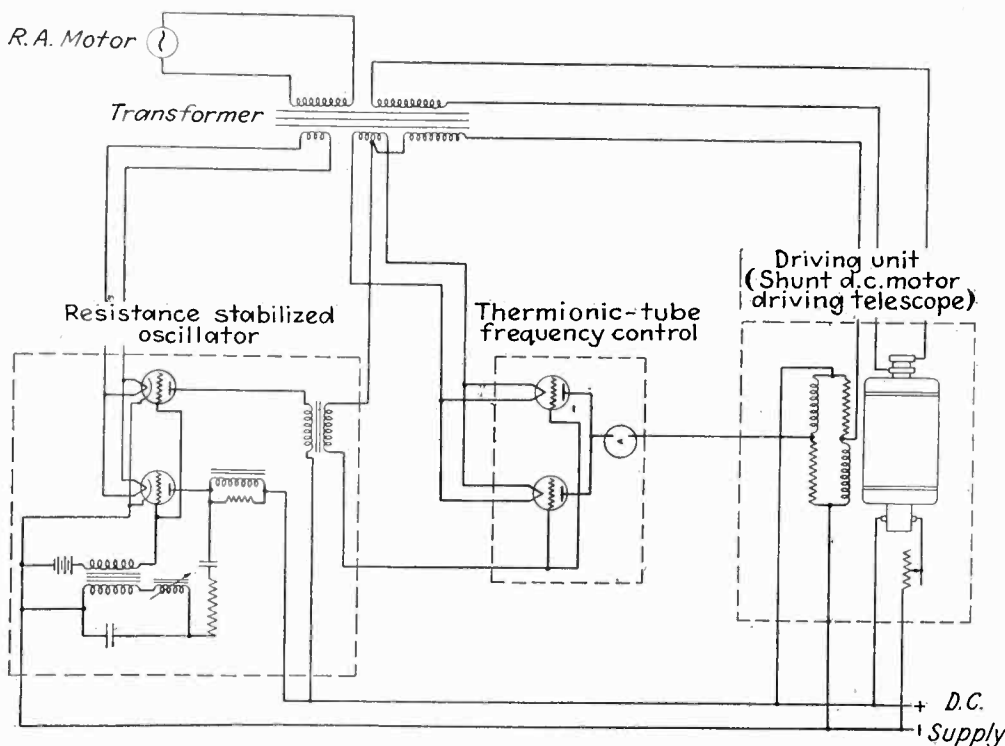 R.A. Motor
Transformer
Resistance stabilized
oscillator
Thermionic-tube
frequency control
A
Driving unit
(Shunt d.c. motor
driving telescope)
+ D.C.
- Supply